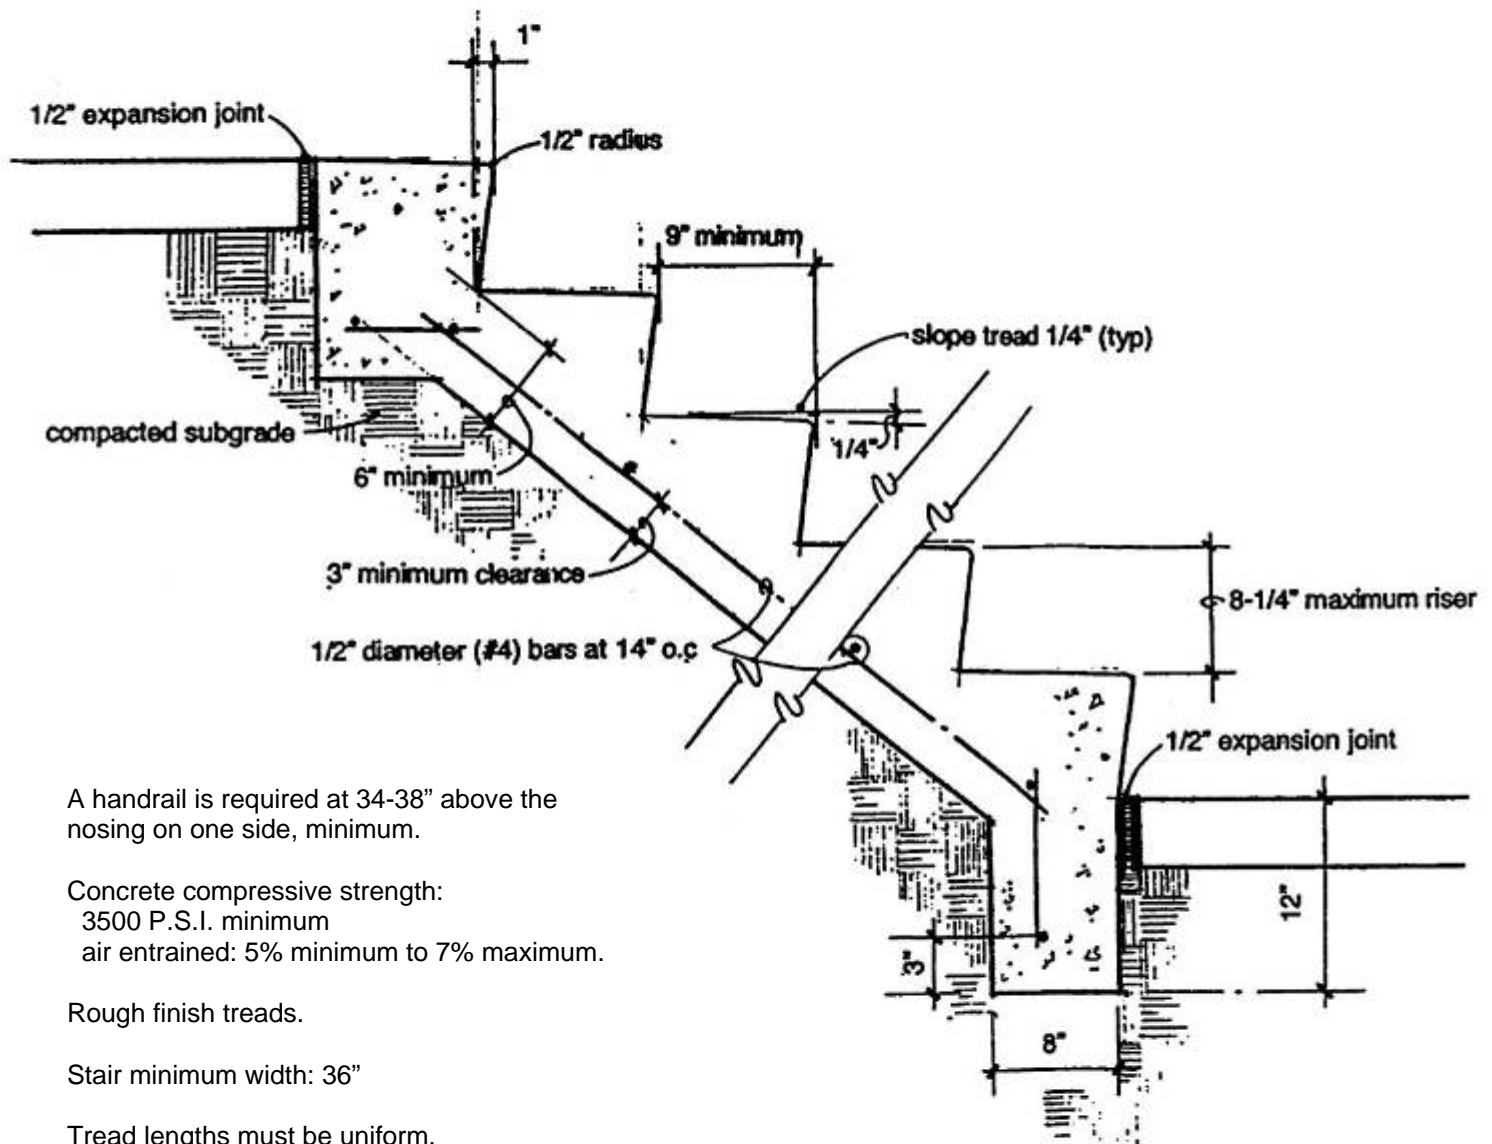 1"
1/2" expansion joint
1/2" radius
9" minimum
slope tread 1/4" (typ)
compacted subgrade
1/4"
6" minimum
3" minimum clearance
8-1/4" maximum riser
1/2" diameter (#4) bars at 14" o.c
1/2" expansion joint
A handrail is required at 34-38” above the
nosing on one side, minimum.
Concrete compressive strength:
3500 P.S.I. minimum
air entrained: 5% minimum to 7% maximum.
12"
3"
Rough finish treads.
8"
Stair minimum width: 36”
Tread lengths must be uniform.